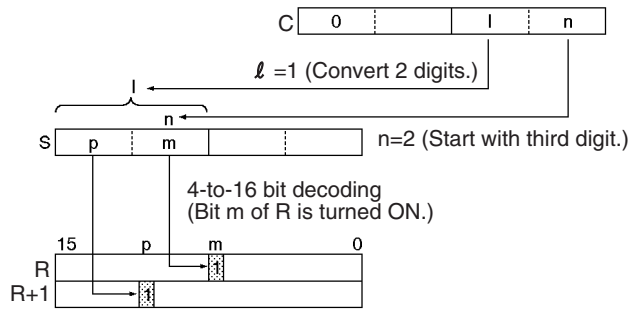 C 0 l n
ℓ =1 (Convert 2 digits.)
l
n
n=2 (Start with third digit.)
S p m
4-to-16 bit decoding
(Bit m of R is turned ON.)
15 p m 0
R 1
R+1 1